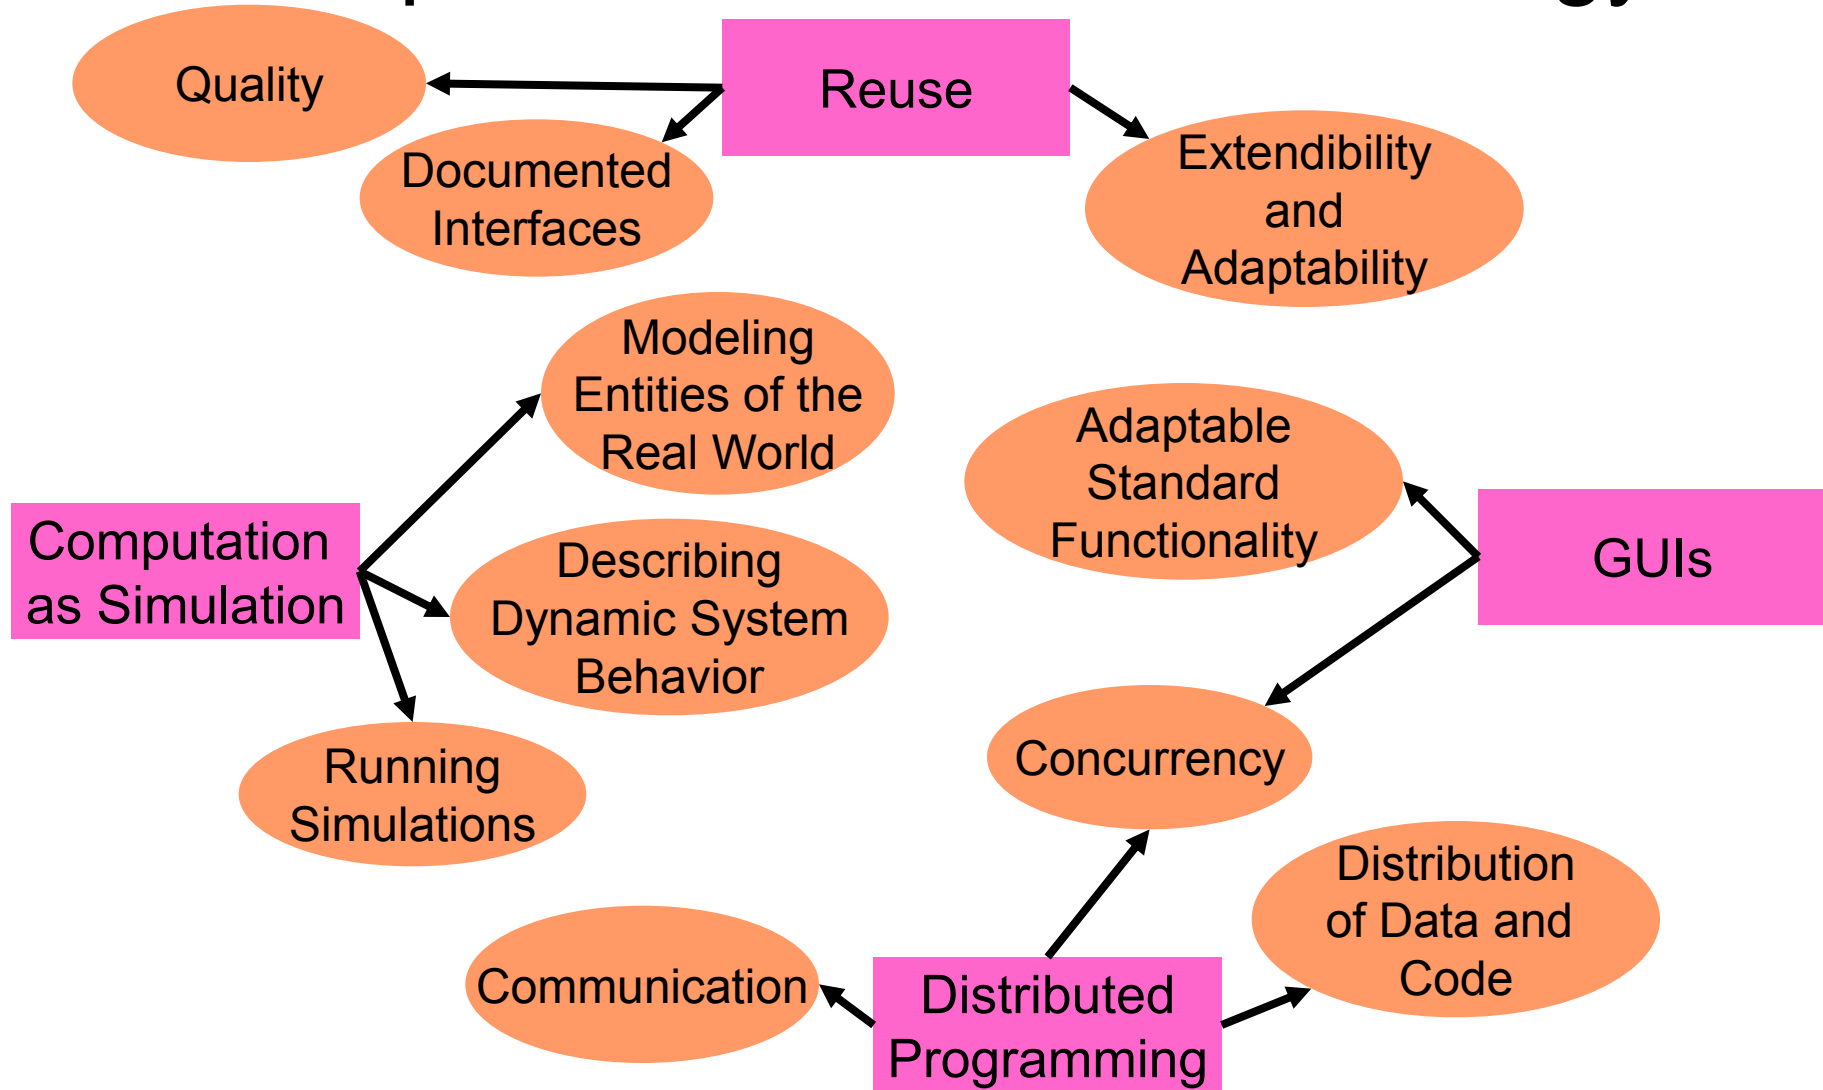 Quality
Reuse
Documented
Interfaces
Extendibility
and
Adaptability
Modeling
Entities of the
Real World
Adaptable
Standard
Functionality
Computation
as Simulation
GUIs
Describing
Dynamic System
Behavior
Running
Simulations
Concurrency
Distribution
of Data and
Code
Communication
Distributed
Programming